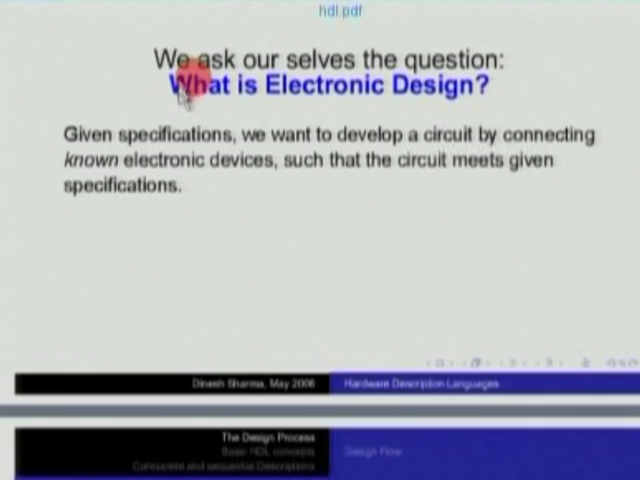 hdl.pdf
We ask our selves the question:
What is Electronic Design?
Given specifications, we want to develop a circuit by connecting
known electronic devices, such that the circuit meets given
specifications.
Dinesh Sharma, May 2006 Hardware Description Languages
The Design Process
Basic HDL concepts Design Flow
Concurrent and sequential Descriptions